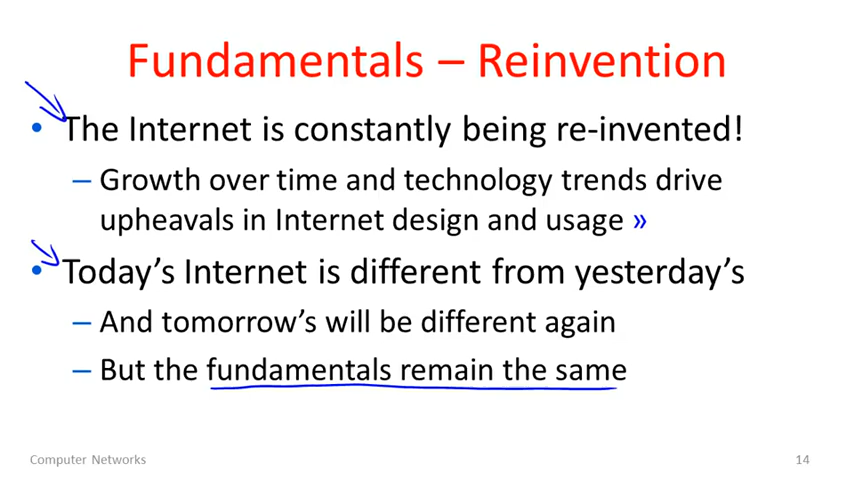 Fundamentals – Reinvention
• The Internet is constantly being re-invented!
– Growth over time and technology trends drive
upheavals in Internet design and usage »
• Today’s Internet is different from yesterday’s
– And tomorrow’s will be different again
– But the fundamentals remain the same
Computer Networks
14